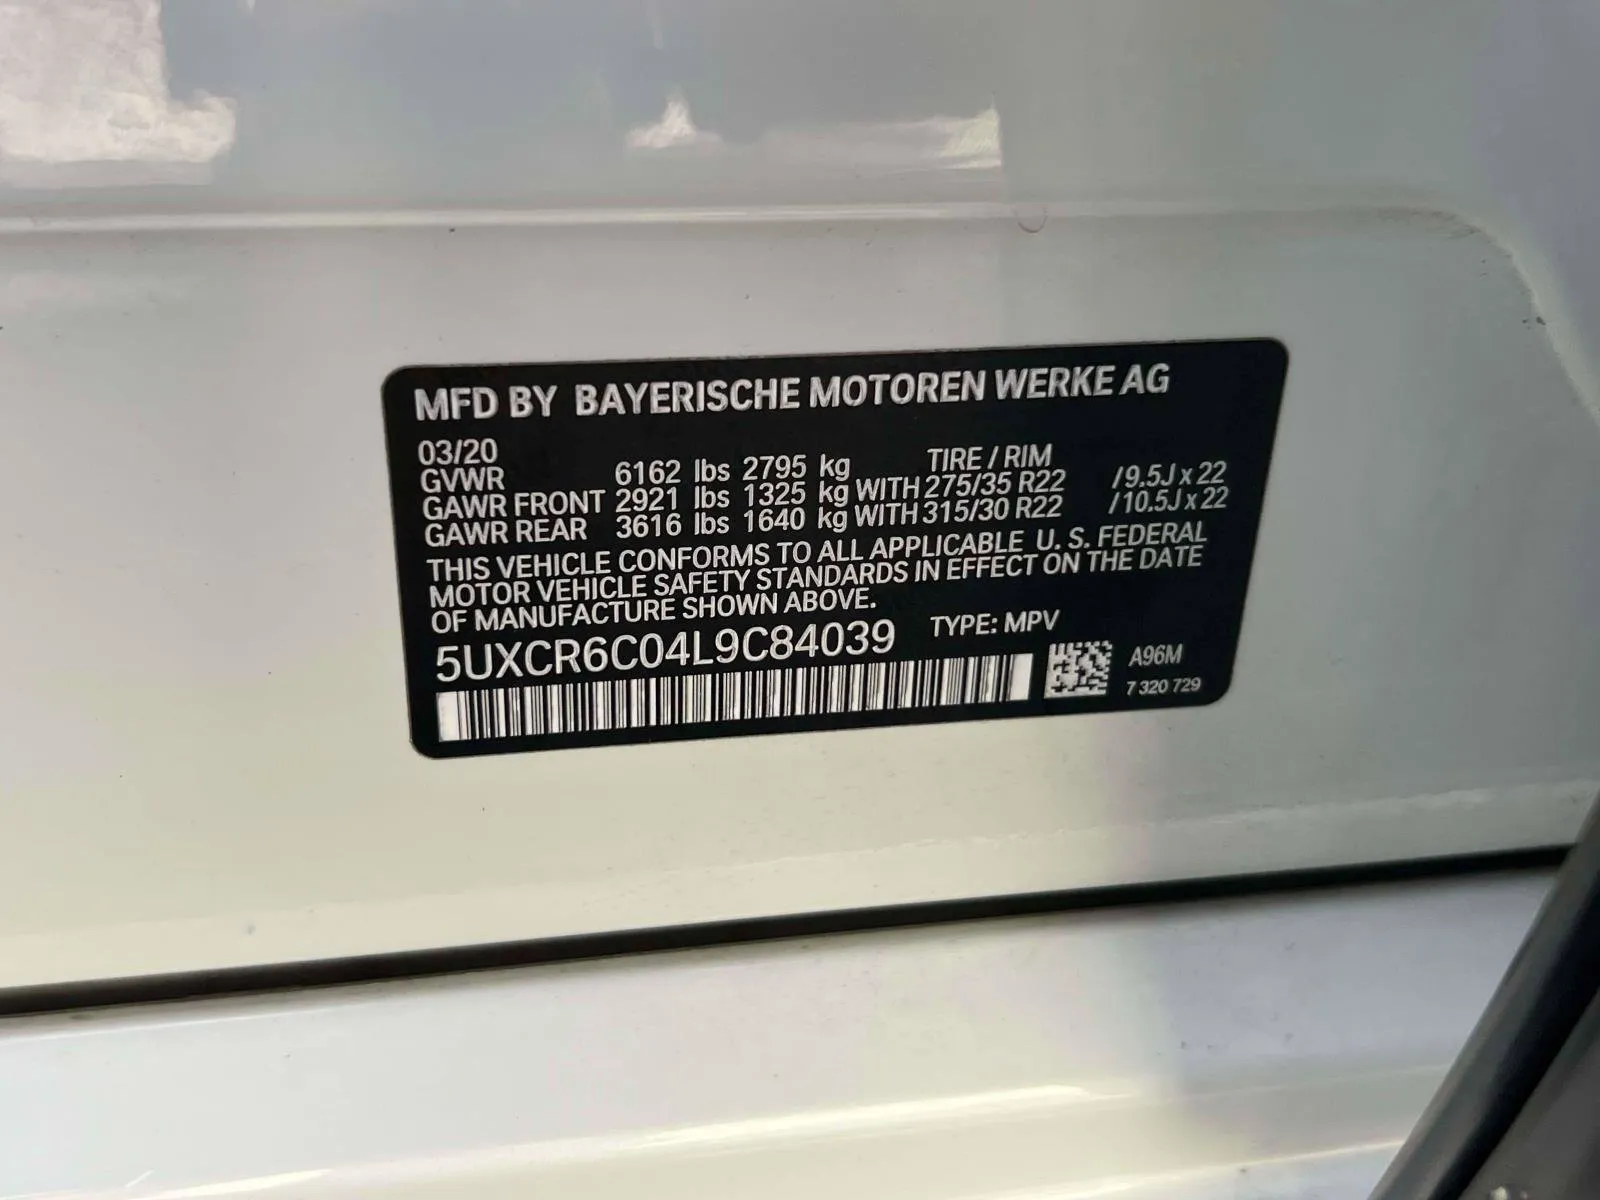 MFD BY BAYERISCHE MOTOREN WERKE AG
03/20 TIRE / RIM
GVWR 6162 lbs 2795 kg
GAWR FRONT 2921 lbs 1325 kg WITH 275/35 R22 /9.5J x 22
GAWR REAR 3616 lbs 1640 kg WITH 315/30 R22 /10.5J x 22
THIS VEHICLE CONFORMS TO ALL APPLICABLE U. S. FEDERAL
MOTOR VEHICLE SAFETY STANDARDS IN EFFECT ON THE DATE
OF MANUFACTURE SHOWN ABOVE.
5UXCR6C04L9C84039 TYPE: MPV
A96M
7 320 729